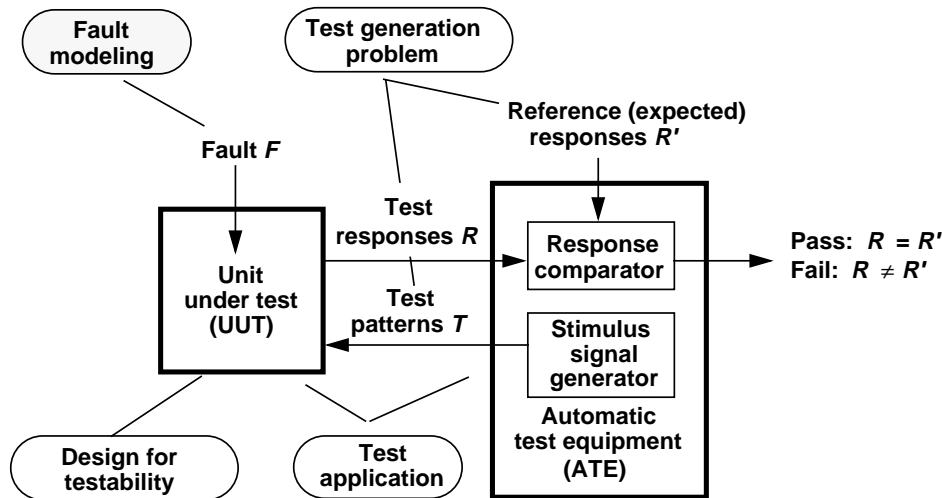 Fault
modeling
Test generation
problem
Reference (expected)
responses R'
Fault F
Test
responses R
Response
comparator
Pass: R = R'
Fail: R ≠ R'
Unit
under test
(UUT)
Test
patterns T
Stimulus
signal
generator
Automatic
test equipment
(ATE)
Design for
testability
Test
application